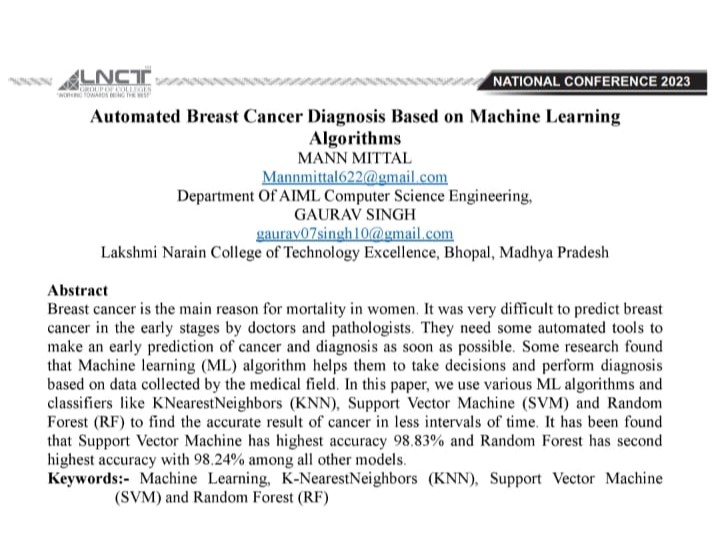 LNCT
GROUP OF COLLEGES
"WORKING TOWARDS BEING THE BEST"
NATIONAL CONFERENCE 2023
Automated Breast Cancer Diagnosis Based on Machine Learning
Algorithms
MANN MITTAL
Mannmittal622@gmail.com
Department Of AIML Computer Science Engineering,
GAURAV SINGH
gaurav07singh10@gmail.com
Lakshmi Narain College of Technology Excellence, Bhopal, Madhya Pradesh
Abstract
Breast cancer is the main reason for mortality in women. It was very difficult to predict breast
cancer in the early stages by doctors and pathologists. They need some automated tools to
make an early prediction of cancer and diagnosis as soon as possible. Some research found
that Machine learning (ML) algorithm helps them to take decisions and perform diagnosis
based on data collected by the medical field. In this paper, we use various ML algorithms and
classifiers like KNearestNeighbors (KNN), Support Vector Machine (SVM) and Random
Forest (RF) to find the accurate result of cancer in less intervals of time. It has been found
that Support Vector Machine has highest accuracy 98.83% and Random Forest has second
highest accuracy with 98.24% among all other models.
Keywords:- Machine Learning, K-NearestNeighbors (KNN), Support Vector Machine
(SVM) and Random Forest (RF)